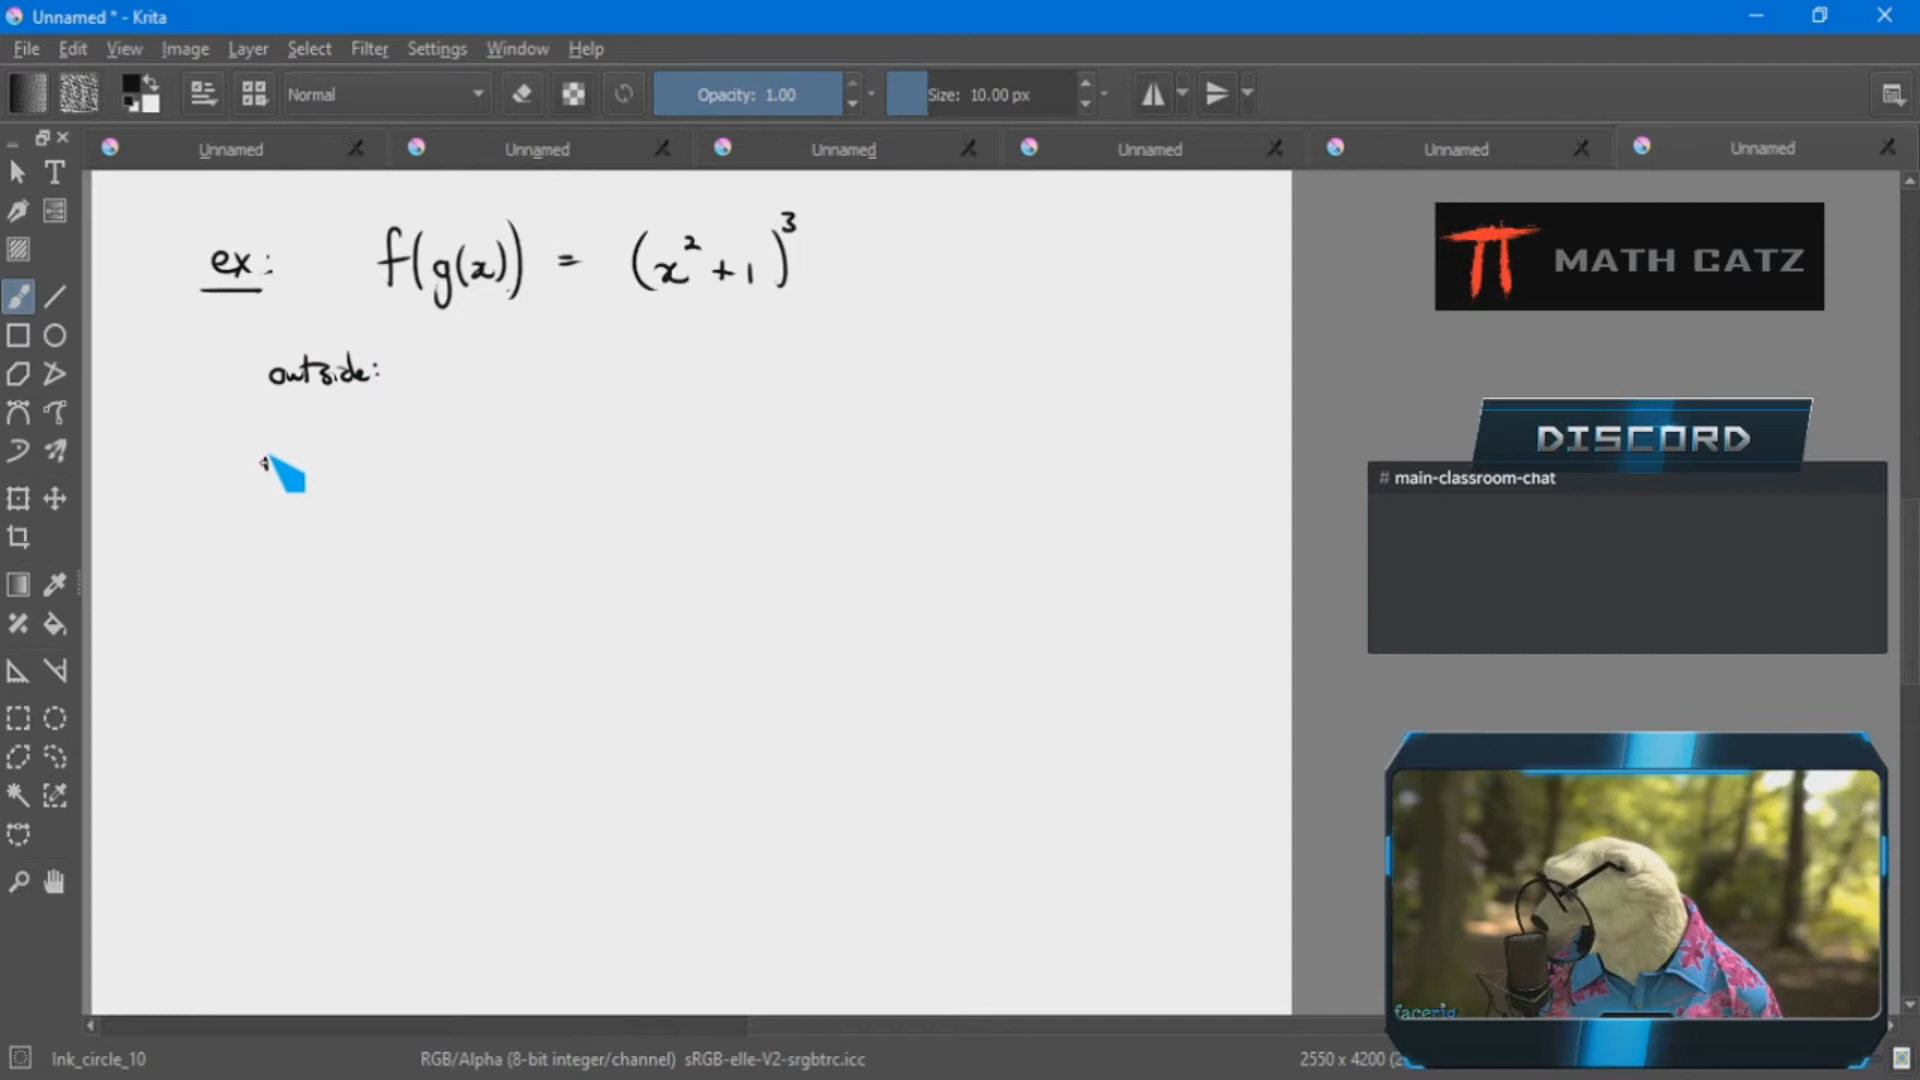 Unnamed * - Krita
File Edit View Image Layer Select Filter Settings Window Help
Normal Opacity: 1.00 Size: 10.00 px
Unnamed Unnamed Unnamed Unnamed Unnamed Unnamed
ex: f(g(x)) = (x²+1)³
outside:
MATH CATZ
DISCORD
# main-classroom-chat
facerig
Ink_circle_10 RGB/Alpha (8-bit integer/channel) sRGB-elle-V2-srgbtrc.icc 2550 x 4200 (2